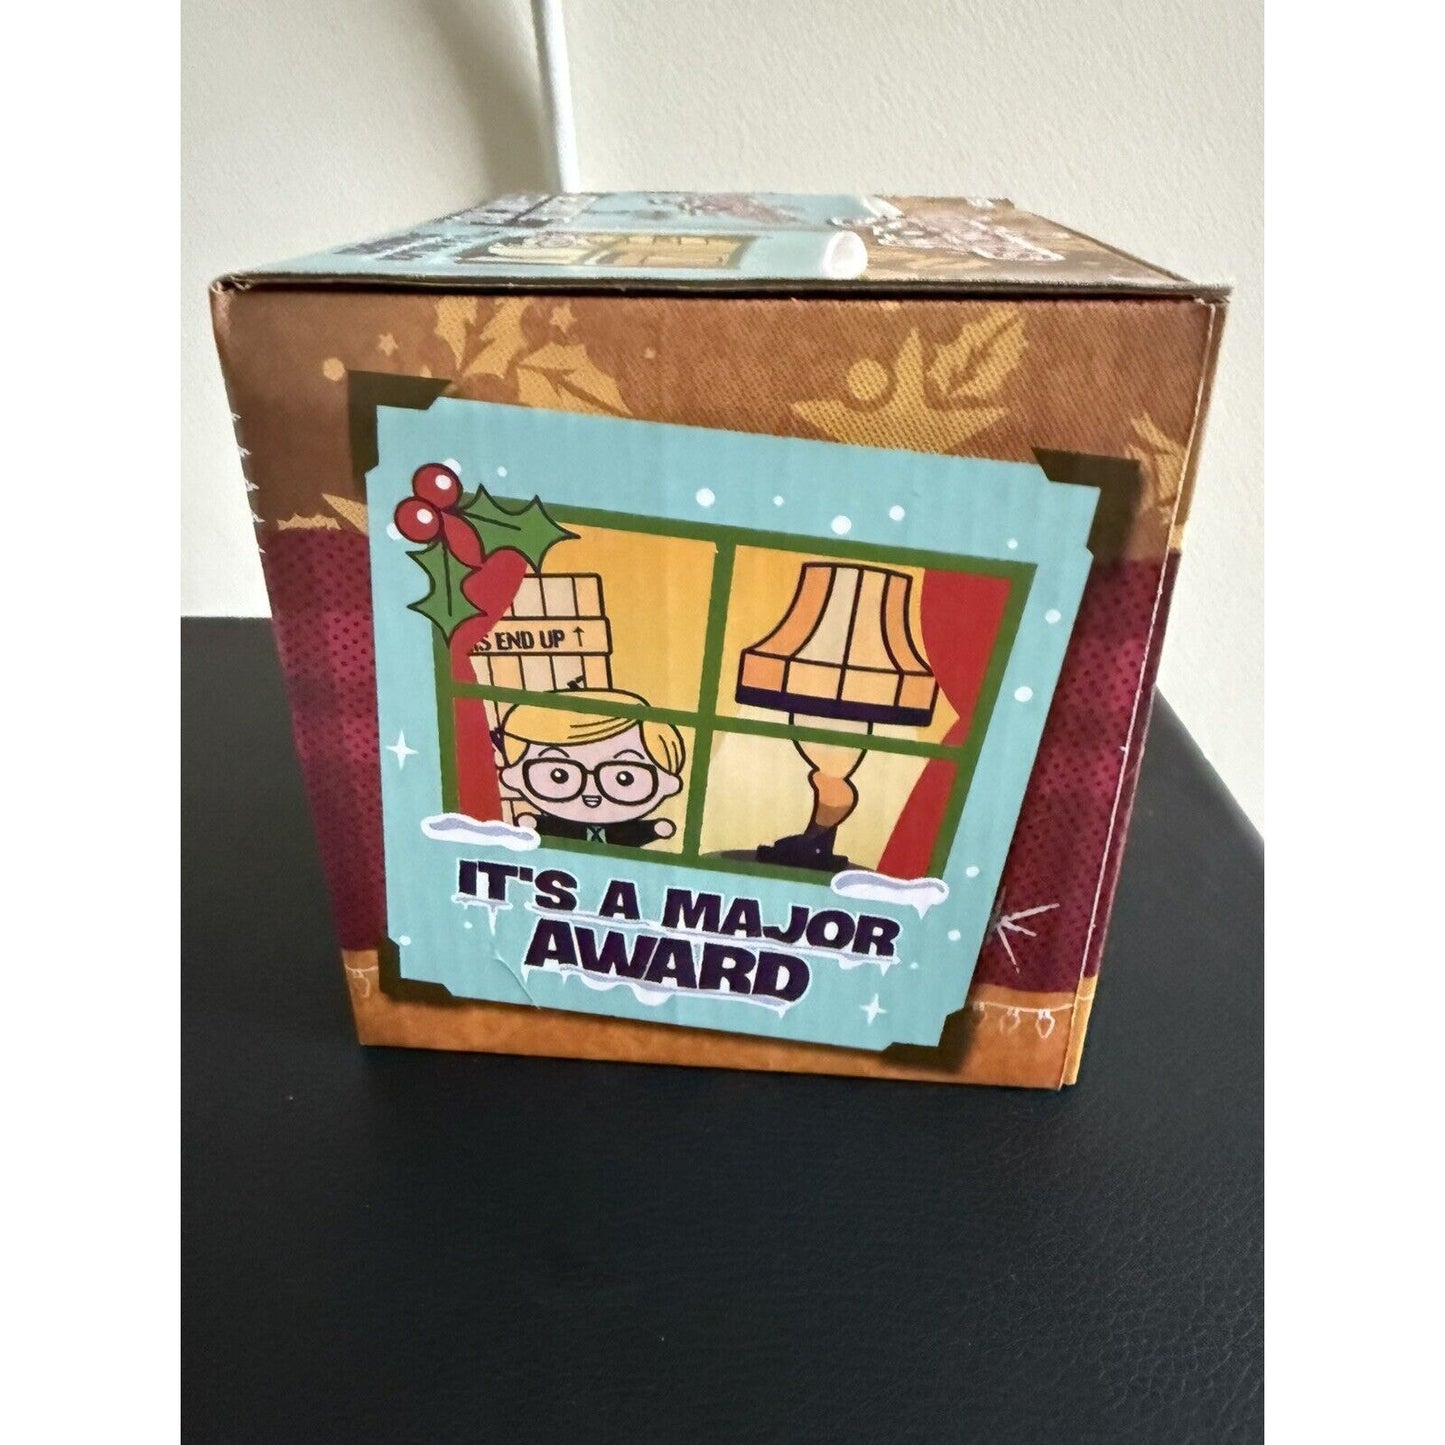 END UP ↑
IT'S A MAJOR
AWARD